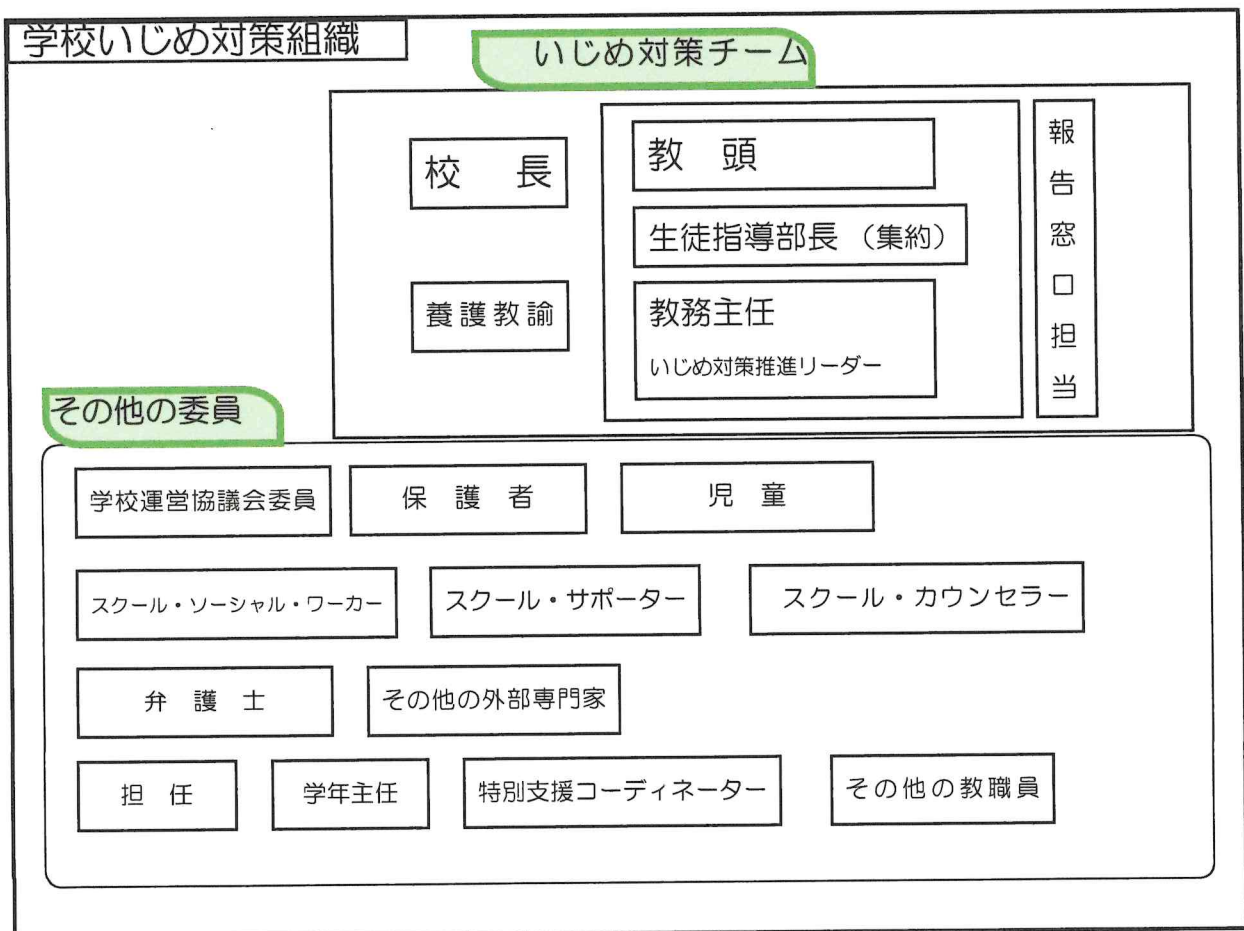 学校いじめ対策組織
いじめ対策チーム
校　長
養護教諭
教　頭
生徒指導部長（集約）
教務主任
いじめ対策推進リーダー
報告窓口担当
その他の委員
学校運営協議会委員
保　護　者
児　童
スクール・ソーシャル・ワーカー
スクール・サポーター
スクール・カウンセラー
弁　護　士
その他の外部専門家
担　任
学年主任
特別支援コーディネーター
その他の教職員